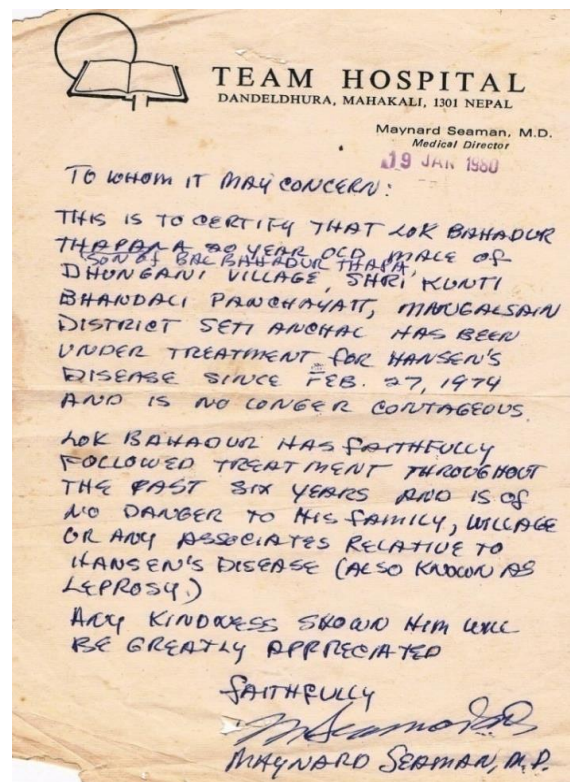 TEAM HOSPITAL
DANDELDHURA, MAHAKALI, 1301 NEPAL
Maynard Seaman, M.D.
Medical Director
19 JAN 1980
TO WHOM IT MAY CONCERN:
THIS IS TO CERTIFY THAT LOK BAHADUR
THAPA A 20 YEAR OLD MALE OF
(SON OF BAL BAHADUR THAPA,
DHUNGANI VILLAGE, SHRI KUNTI
BHANDALI PANCHAYATT, MANGALSAIN
DISTRICT SETI ANCHAL HAS BEEN
UNDER TREATMENT FOR HANSEN'S
DISEASE SINCE FEB. 27, 1974
AND IS NO LONGER CONTAGEOUS.
LOK BAHADUR HAS FAITHFULLY
FOLLOWED TREATMENT THROUGHOUT
THE PAST SIX YEARS AND IS OF
NO DANGER TO HIS FAMILY, VILLAGE
OR ANY ASSOCIATES RELATIVE TO
HANSEN'S DISEASE (ALSO KNOWN AS
LEPROSY.)
ANY KINDNESS SHOWN HIM WILL
BE GREATLY APPRECIATED
FAITHFULLY
M Seaman MD
MAYNARD SEAMAN, M.D.